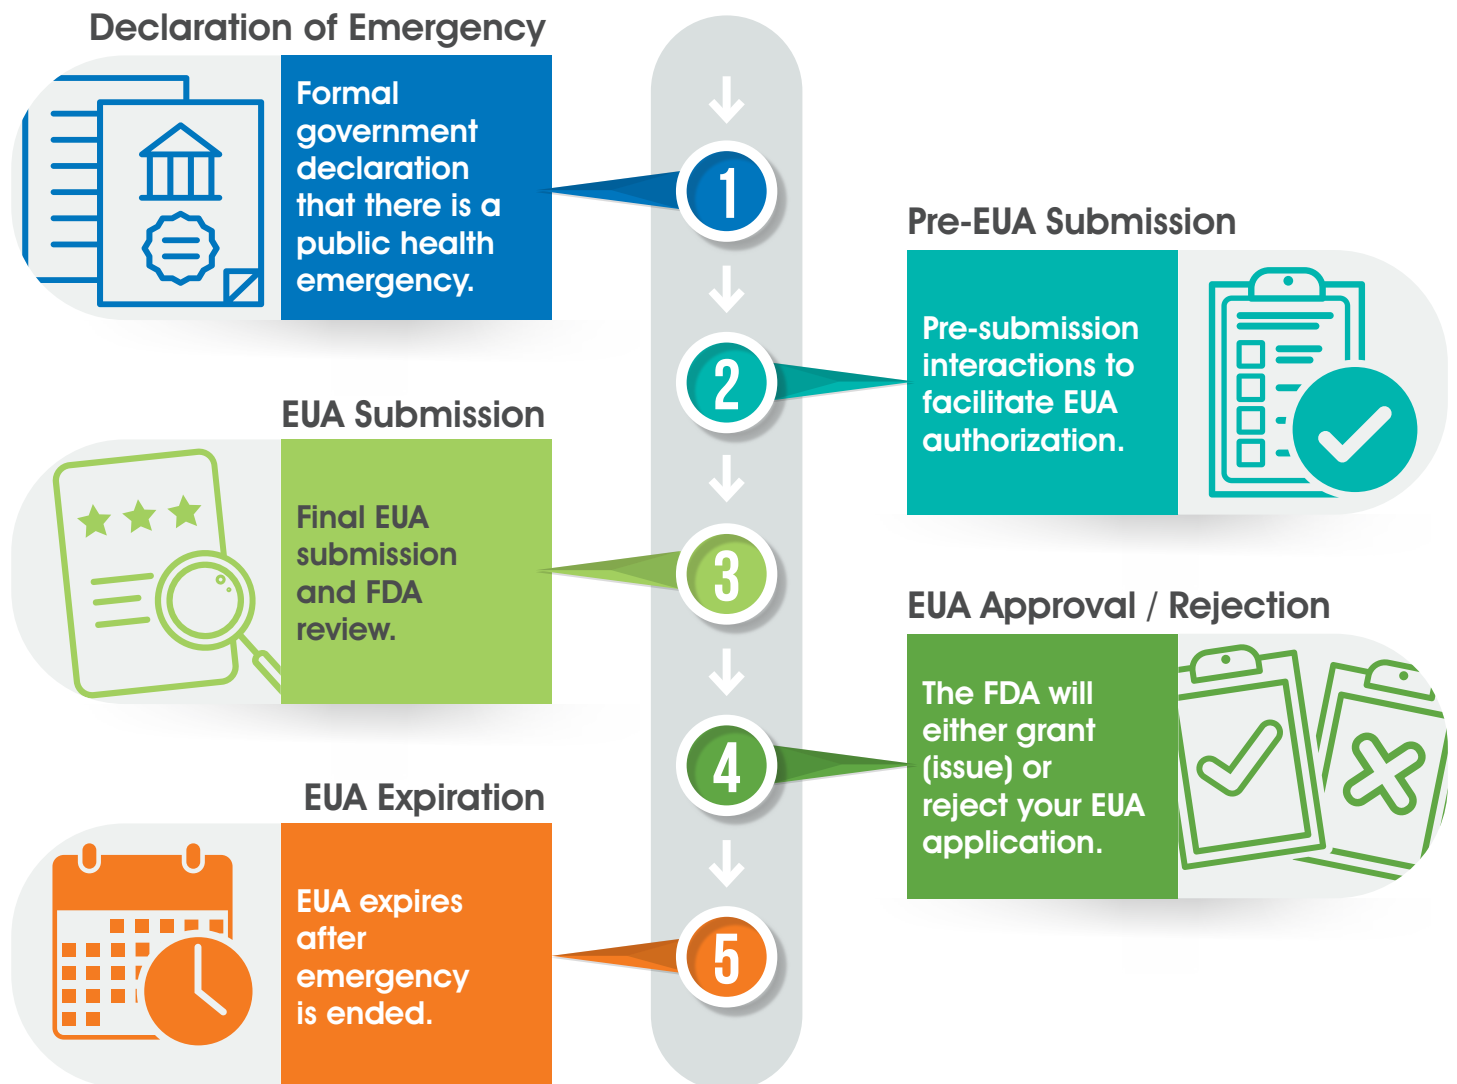 Declaration of Emergency
Formal
government
declaration
that there is a
public health
emergency.
1
Pre-EUA Submission
Pre-submission
interactions to
facilitate EUA
authorization.
2
EUA Submission
Final EUA
submission
and FDA
review.
3
EUA Approval / Rejection
The FDA will
either grant
(issue) or
reject your EUA
application.
4
EUA Expiration
EUA expires
after
emergency
is ended.
5